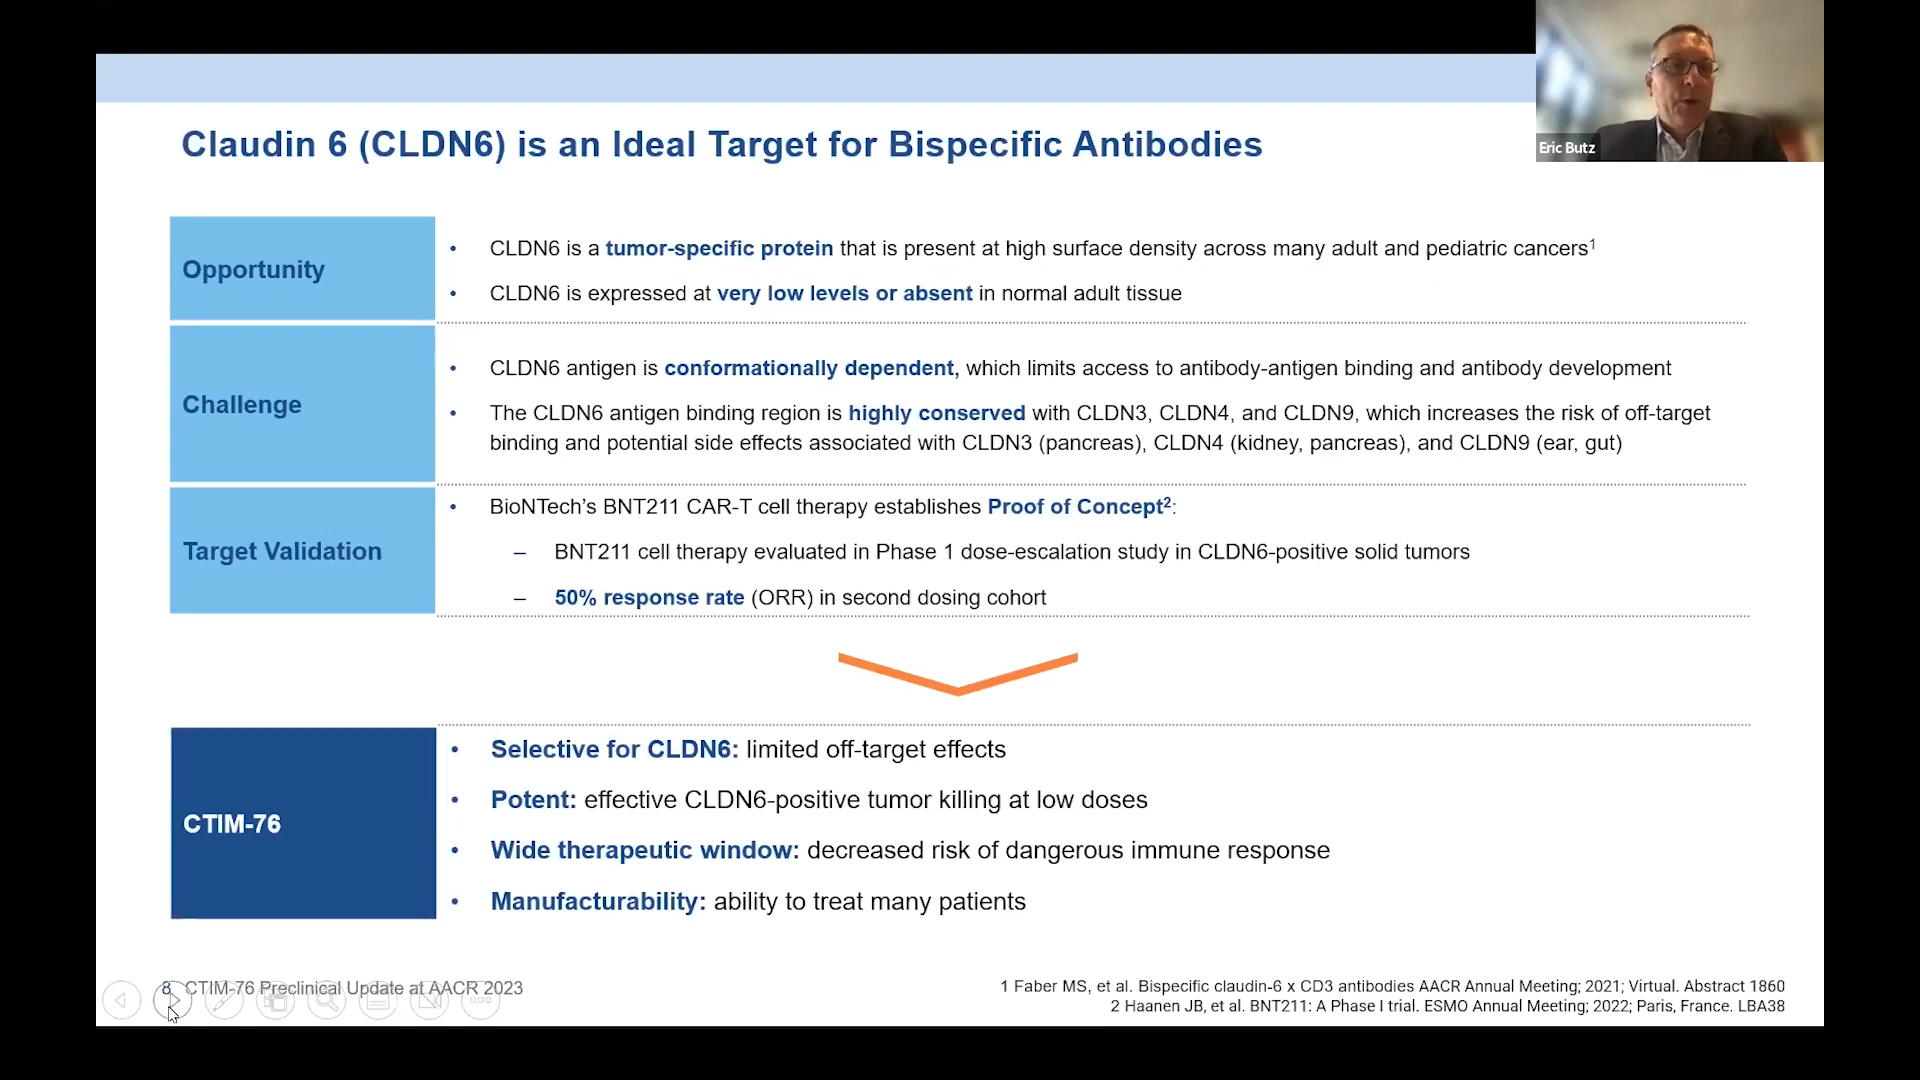 Eric Butz
Claudin 6 (CLDN6) is an Ideal Target for Bispecific Antibodies
Opportunity
• CLDN6 is a tumor-specific protein that is present at high surface density across many adult and pediatric cancers¹
• CLDN6 is expressed at very low levels or absent in normal adult tissue
Challenge
• CLDN6 antigen is conformationally dependent, which limits access to antibody-antigen binding and antibody development
• The CLDN6 antigen binding region is highly conserved with CLDN3, CLDN4, and CLDN9, which increases the risk of off-target
binding and potential side effects associated with CLDN3 (pancreas), CLDN4 (kidney, pancreas), and CLDN9 (ear, gut)
Target Validation
• BioNTech’s BNT211 CAR-T cell therapy establishes Proof of Concept²:
– BNT211 cell therapy evaluated in Phase 1 dose-escalation study in CLDN6-positive solid tumors
– 50% response rate (ORR) in second dosing cohort
CTIM-76
• Selective for CLDN6: limited off-target effects
• Potent: effective CLDN6-positive tumor killing at low doses
• Wide therapeutic window: decreased risk of dangerous immune response
• Manufacturability: ability to treat many patients
8 CTIM-76 Preclinical Update at AACR 2023
1 Faber MS, et al. Bispecific claudin-6 x CD3 antibodies AACR Annual Meeting; 2021; Virtual. Abstract 1860
2 Haanen JB, et al. BNT211: A Phase I trial. ESMO Annual Meeting; 2022; Paris, France. LBA38